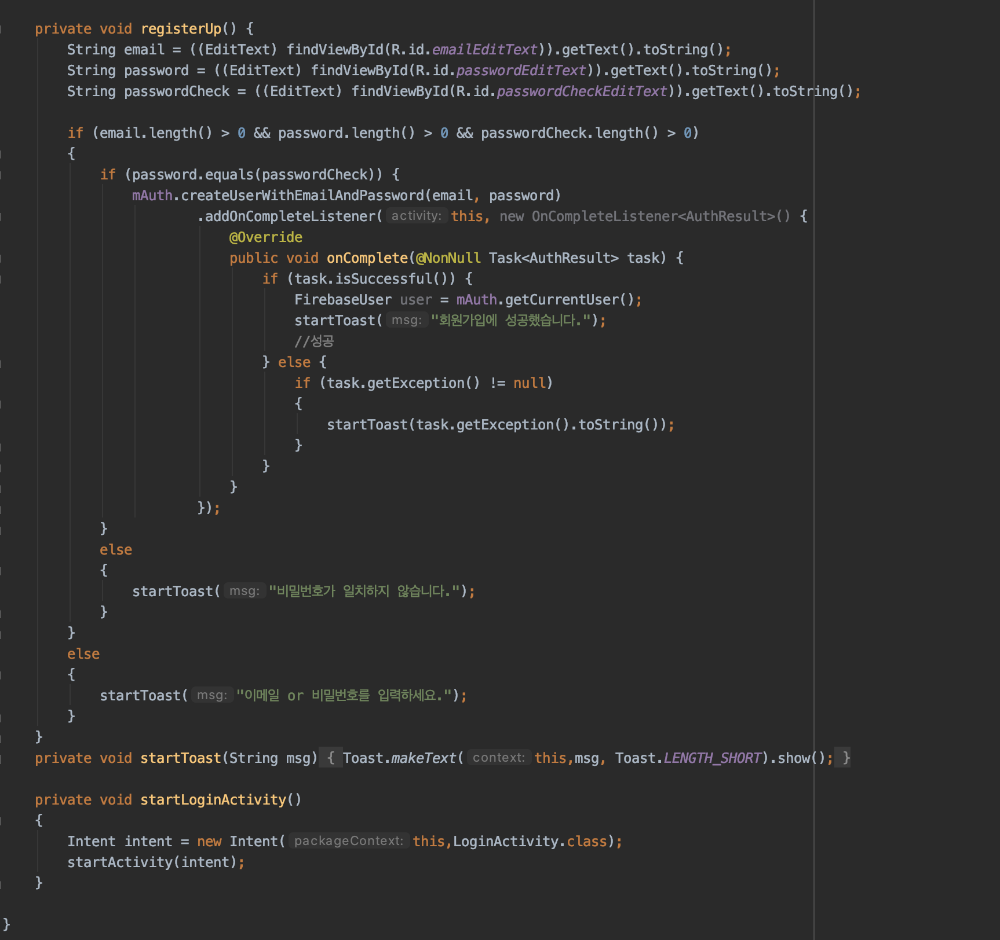 private void registerUp() {
String email = ((EditText) findViewById(R.id.emailEditText)).getText().toString();
String password = ((EditText) findViewById(R.id.passwordEditText)).getText().toString();
String passwordCheck = ((EditText) findViewById(R.id.passwordCheckEditText)).getText().toString();
if (email.length() > 0 && password.length() > 0 && passwordCheck.length() > 0)
{
if (password.equals(passwordCheck)) {
mAuth.createUserWithEmailAndPassword(email, password)
.addOnCompleteListener( activity: this, new OnCompleteListener<AuthResult>() {
@Override
public void onComplete(@NonNull Task<AuthResult> task) {
if (task.isSuccessful()) {
FirebaseUser user = mAuth.getCurrentUser();
startToast( msg: "회원가입에 성공했습니다.");
//성공
} else {
if (task.getException() != null)
{
startToast(task.getException().toString());
}
}
}
});
}
else
{
startToast( msg: "비밀번호가 일치하지 않습니다.");
}
}
else
{
startToast( msg: "이메일 or 비밀번호를 입력하세요.");
}
}
private void startToast(String msg) { Toast.makeText( context: this,msg, Toast.LENGTH_SHORT).show(); }
private void startLoginActivity()
{
Intent intent = new Intent( packageContext: this,LoginActivity.class);
startActivity(intent);
}
}